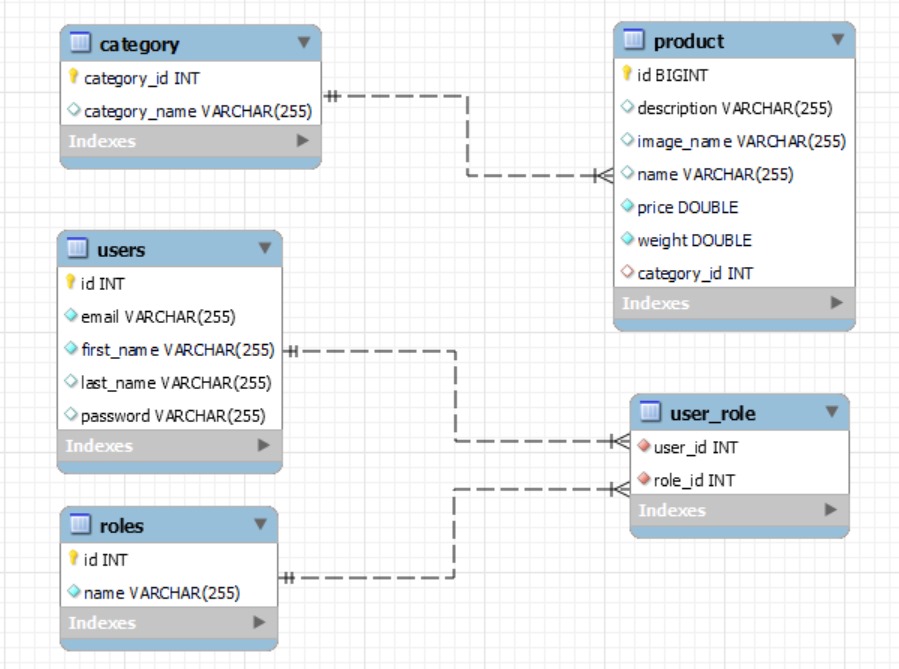 category
category_id INT
category_name VARCHAR(255)
Indexes
product
id BIGINT
description VARCHAR(255)
image_name VARCHAR(255)
name VARCHAR(255)
price DOUBLE
weight DOUBLE
category_id INT
Indexes
users
id INT
email VARCHAR(255)
first_name VARCHAR(255)
last_name VARCHAR(255)
password VARCHAR(255)
Indexes
user_role
user_id INT
role_id INT
Indexes
roles
id INT
name VARCHAR(255)
Indexes